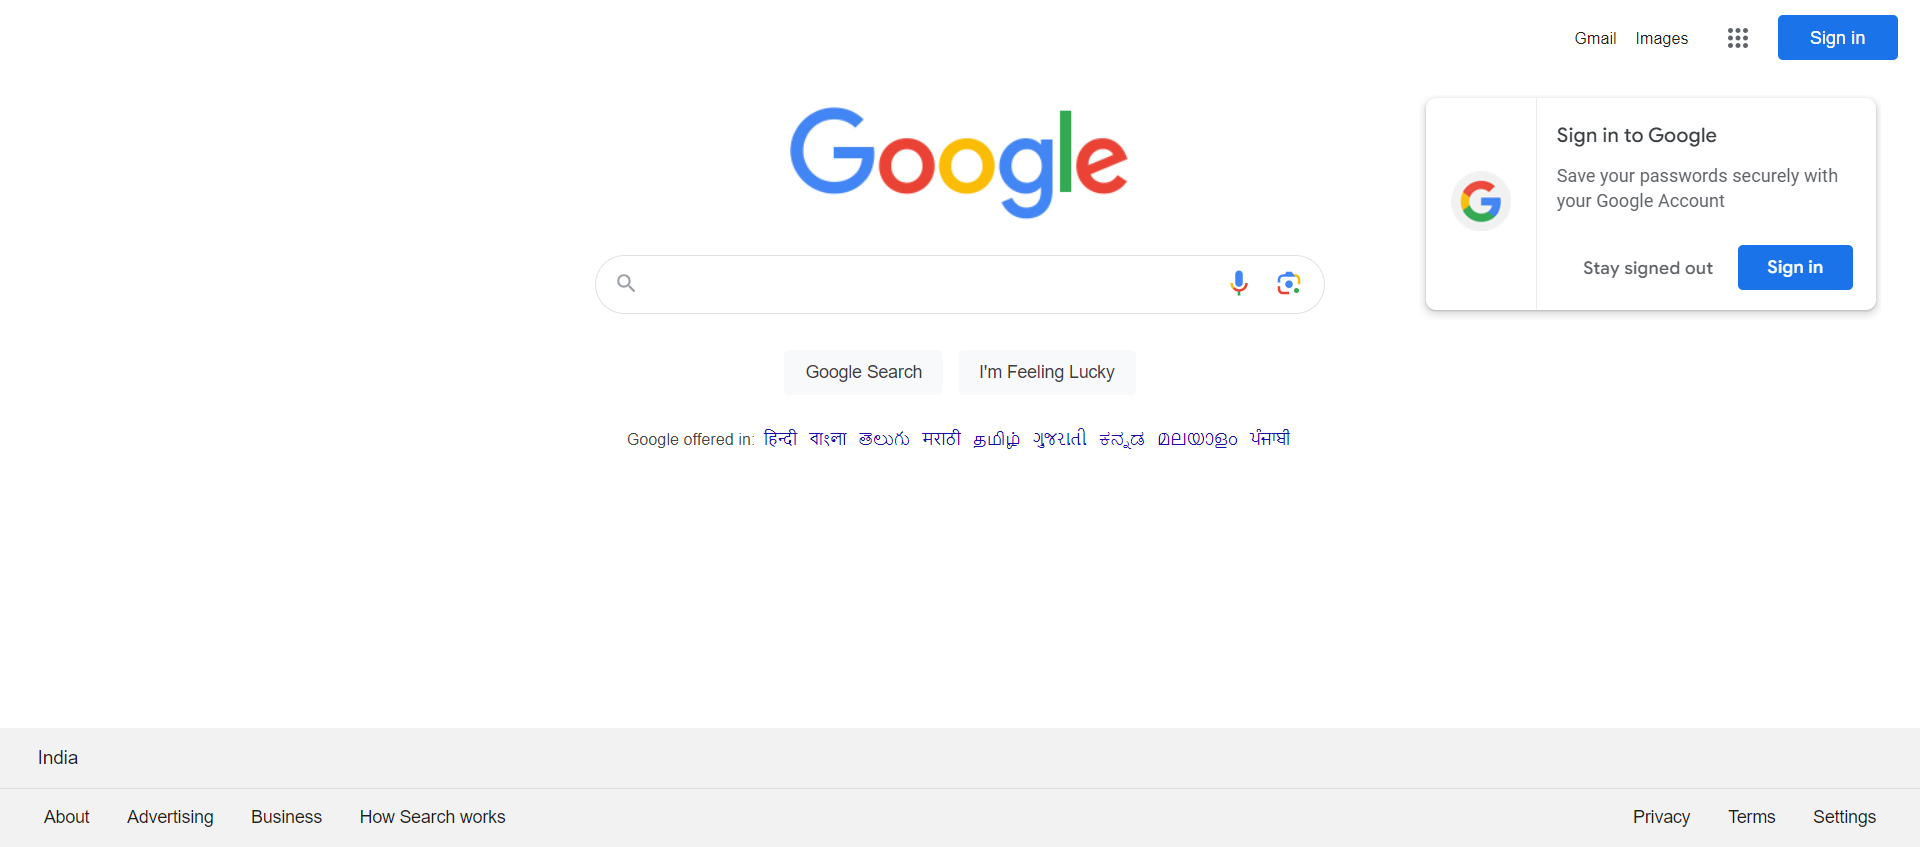 Gmail Images Sign in
Google
Sign in to Google
Save your passwords securely with
your Google Account
Stay signed out Sign in
Google Search I'm Feeling Lucky
Google offered in: हिन्दी বাংলা తెలుగు मराठी தமிழ் ગુજરાતી ಕನ್ನಡ മലയാളം ਪੰਜਾਬੀ
India
About Advertising Business How Search works Privacy Terms Settings